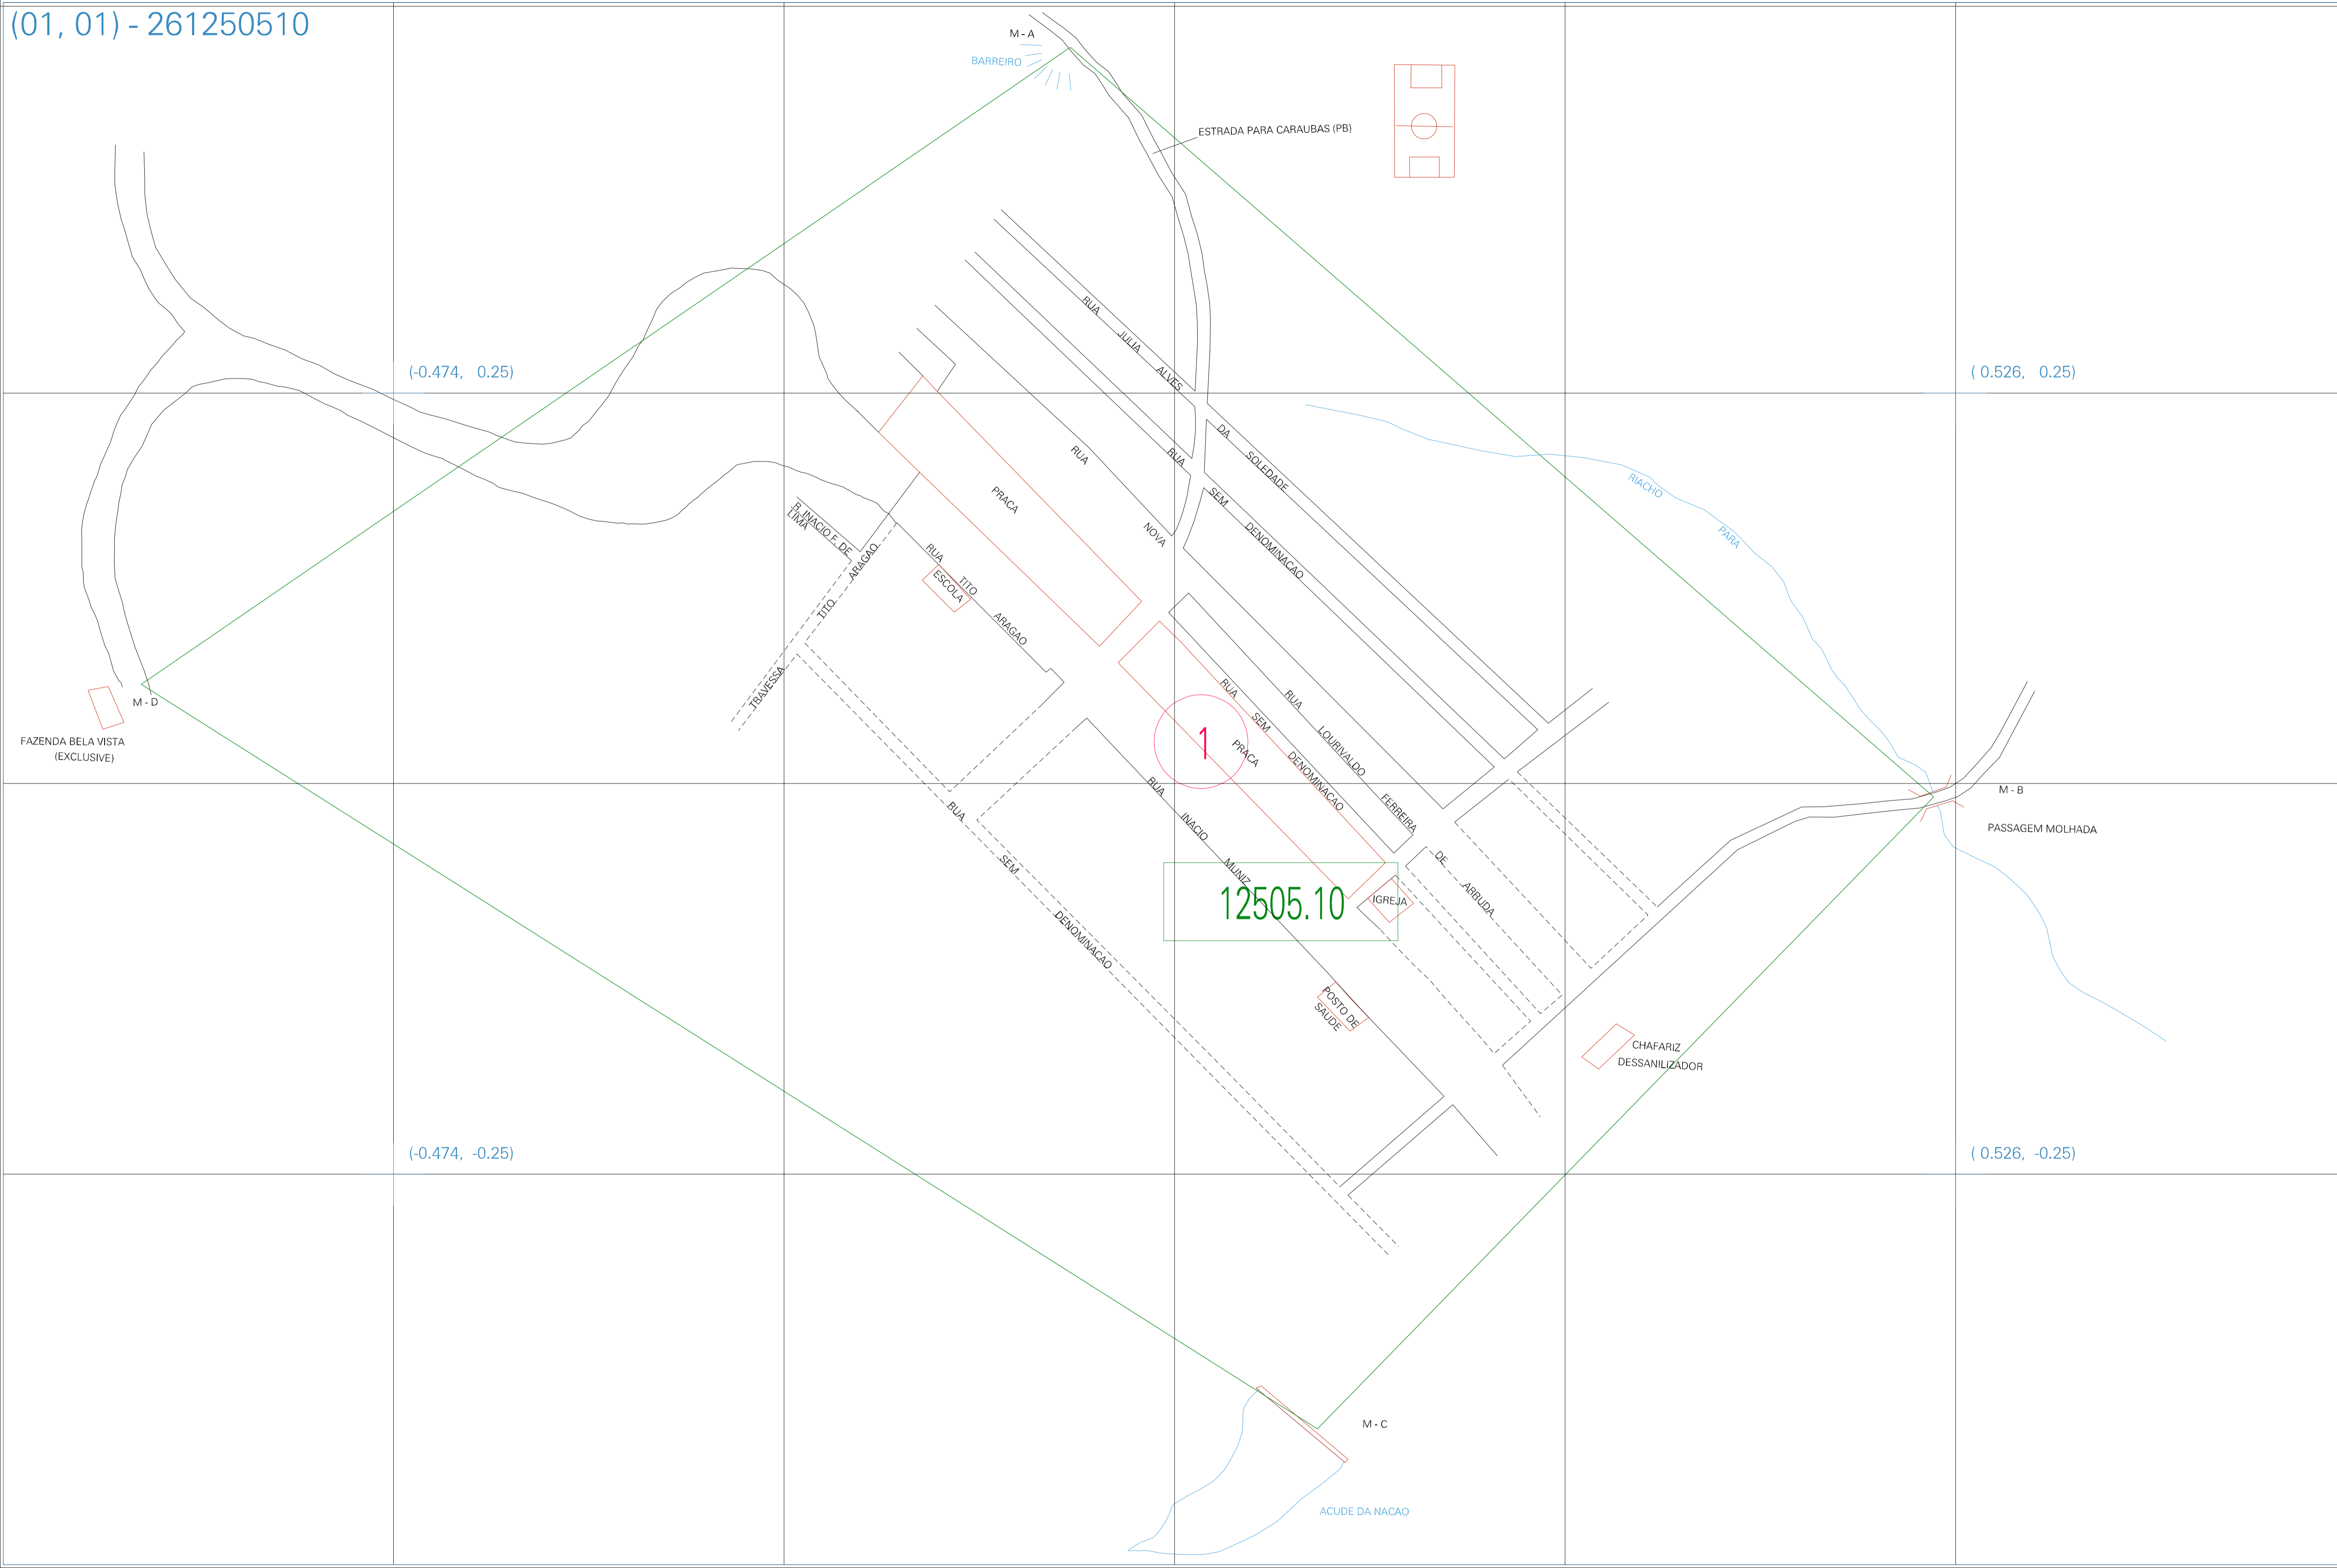 (01, 01) - 261250510
M - A
BARREIRO
ESTRADA PARA CARAUBAS (PB)
(-0.474, 0.25)
( 0.526, 0.25)
RUA JULIA ALVES DA SOLEDADE
RUA SEM DENOMINACAO
RUA NOVA
PRACA
RIACHO PARA
R. INACIO F. DE
LIMA
TRAVESSA TITO ARAGAO
RUA TITO ARAGAO
ESCOLA
M - D
FAZENDA BELA VISTA
(EXCLUSIVE)
RUA LOURIVALDO FERREIRA DE ARRUDA
RUA SEM DENOMINACAO
1
PRACA
RUA INACIO MUNIZ
RUA SEM DENOMINACAO
M - B
PASSAGEM MOLHADA
12505.10
IGREJA
POSTO DE
SAUDE
CHAFARIZ
DESSANILIZADOR
(-0.474, -0.25)
( 0.526, -0.25)
M - C
ACUDE DA NACAO